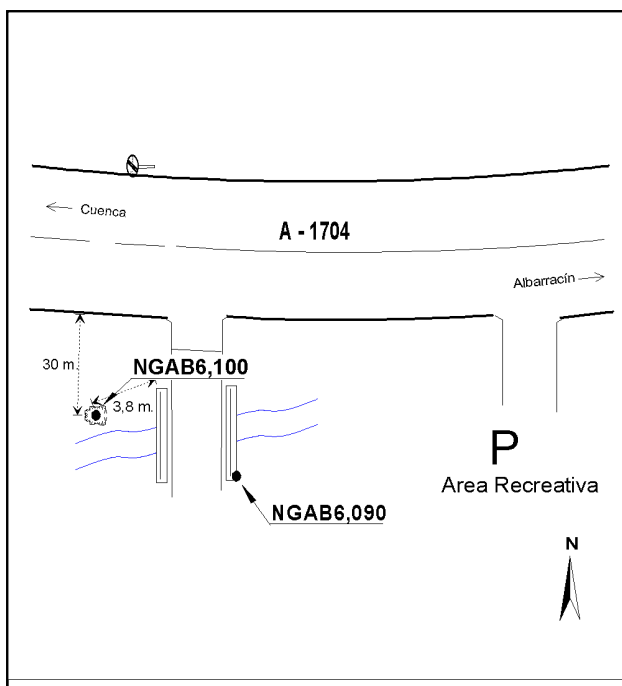 Cuenca
A - 1704
Albarracín
30 m.
NGAB6,100
3,8 m.
P
Area Recreativa
NGAB6,090
N